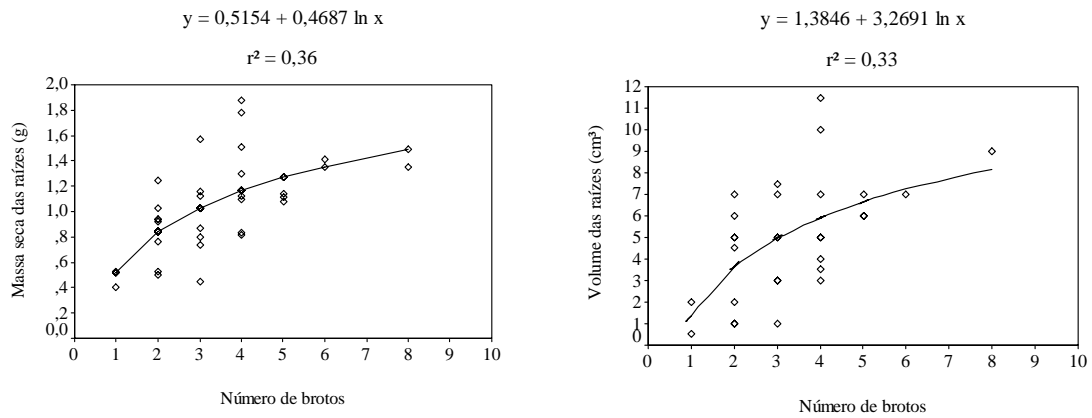 y = 0,5154 + 0,4687 ln x
r² = 0,36
Massa seca das raízes (g)
2,0
1,8
1,6
1,4
1,2
1,0
,8
,6
,4
,2
0,0
0 1 2 3 4 5 6 7 8 9 10
Número de brotos
y = 1,3846 + 3,2691 ln x
r² = 0,33
Volume das raízes (cm³)
12
11
10
9
8
7
6
5
4
3
2
1
0
0 1 2 3 4 5 6 7 8 9 10
Número de brotos